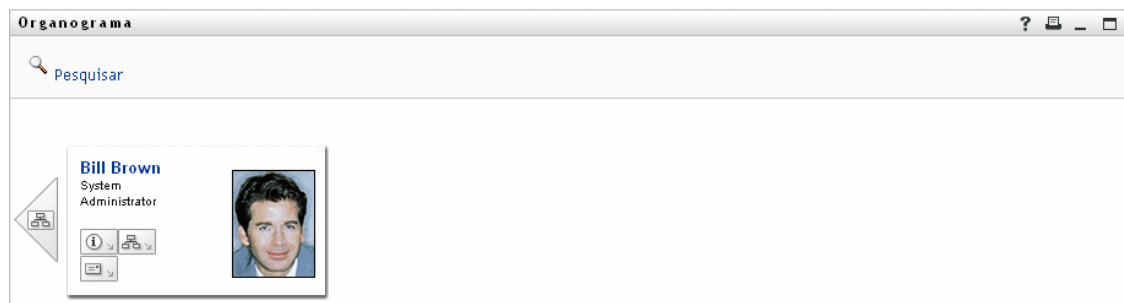 Organograma ?
Pesquisar
Bill Brown
System
Administrator